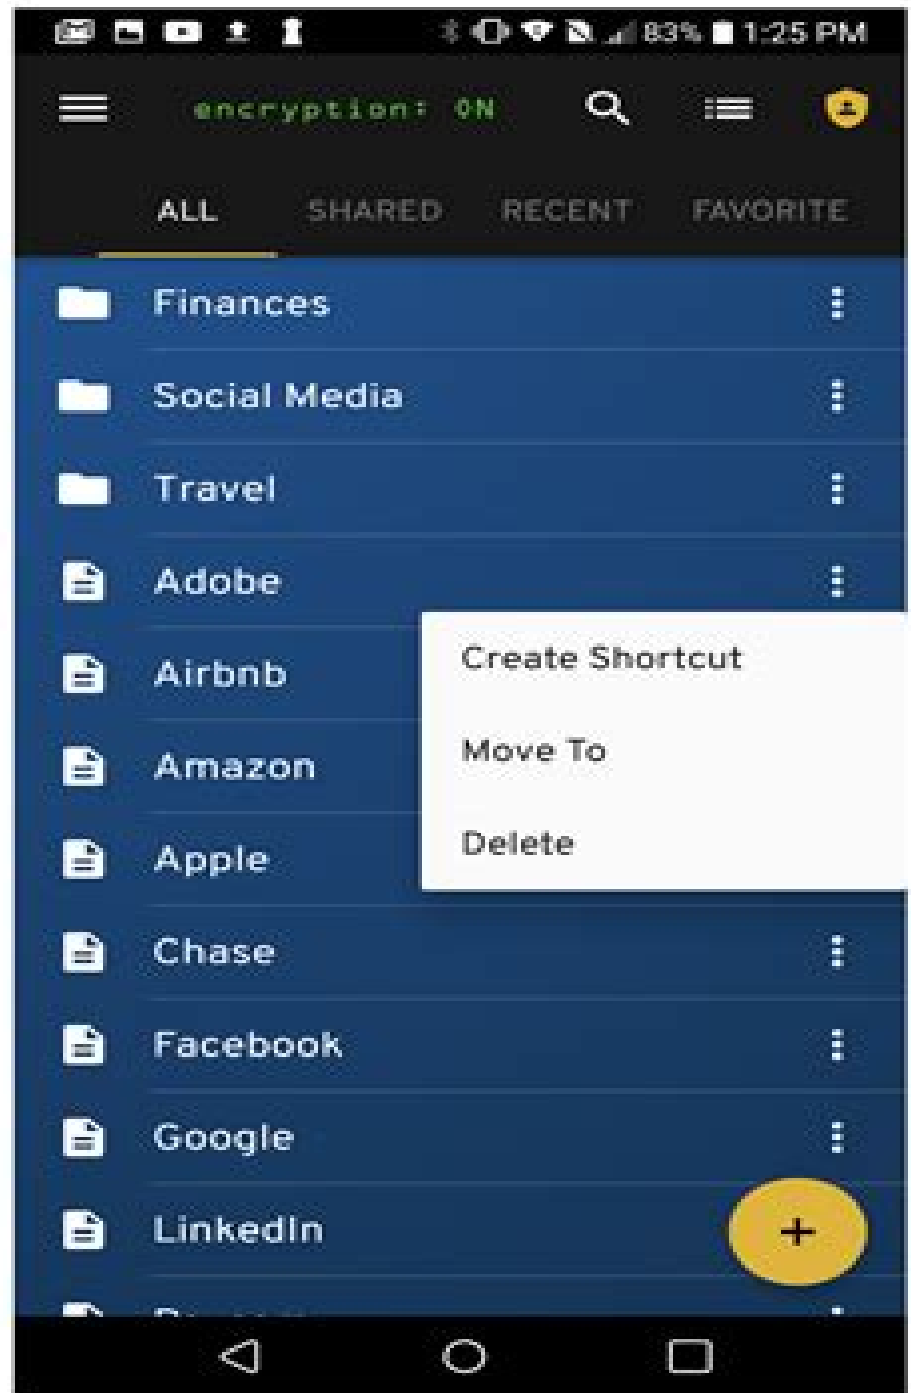 83% 1:25 PM
encryption: ON
ALL SHARED RECENT FAVORITE
Finances
Social Media
Travel
Adobe
Airbnb
Create Shortcut
Amazon
Move To
Apple
Delete
Chase
Facebook
Google
LinkedIn